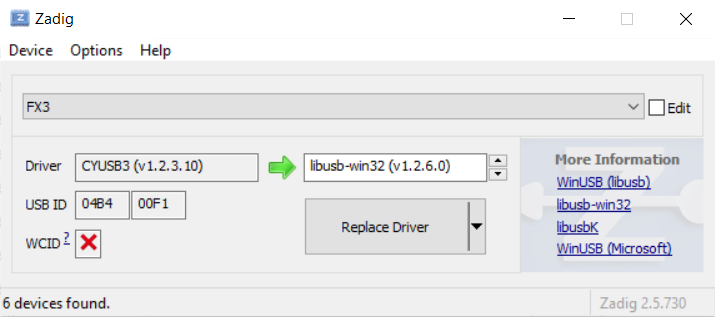 Zadig
Device Options Help
FX3
Edit
Driver CYUSB3 (v1.2.3.10) libusb-win32 (v1.2.6.0)
USB ID 04B4 00F1
WCID ?
Replace Driver
More Information
WinUSB (libusb)
libusb-win32
libusbK
WinUSB (Microsoft)
6 devices found.
Zadig 2.5.730